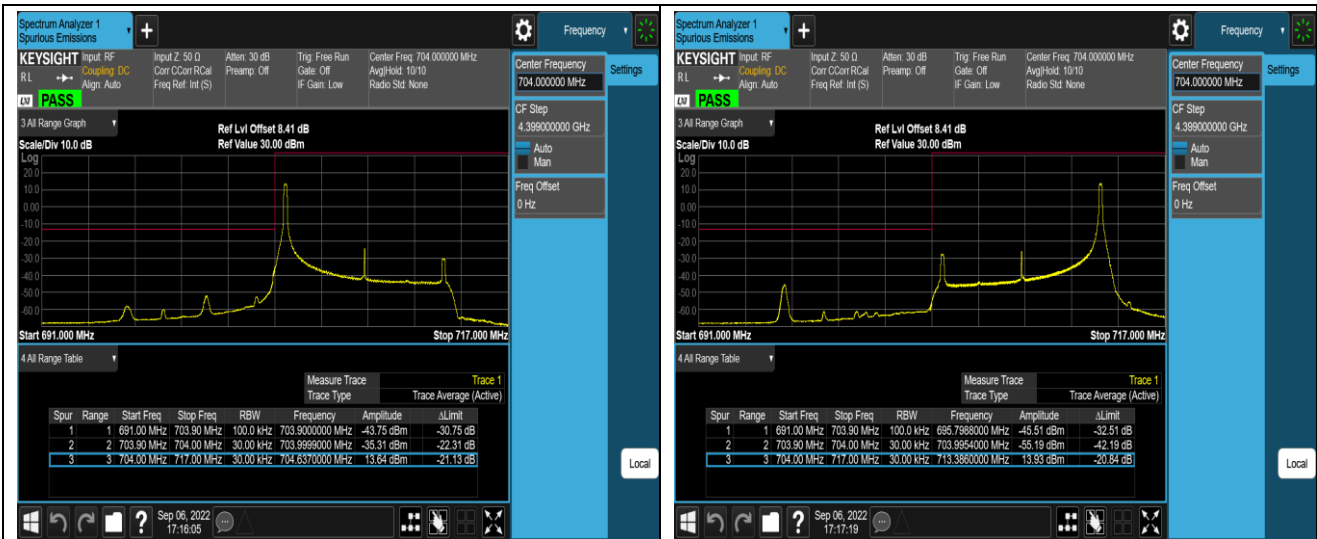 Spectrum Analyzer 1
Spurious Emissions
Frequency
KEYSIGHT Input: RF
R L
Coupling: DC
Align: Auto
Input Z: 50 Ω
Corr CCorr RCal
Freq Ref: Int (S)
Atten: 30 dB
Preamp: Off
Trig: Free Run
Gate: Off
IF Gain: Low
Center Freq: 704.000000 MHz
Avg|Hold: 10/10
Radio Std: None
LXI PASS
Center Frequency
704.000000 MHz
Settings
CF Step
4.399000000 GHz
Auto
Man
Freq Offset
0 Hz
3 All Range Graph
Ref Lvl Offset 8.41 dB
Scale/Div 10.0 dB
Ref Value 30.00 dBm
Log
20.0
10.0
0.00
-10.0
-20.0
-30.0
-40.0
-50.0
-60.0
Start 691.000 MHz
Stop 717.000 MHz
4 All Range Table
Measure Trace Trace 1
Trace Type Trace Average (Active)
Spur Range Start Freq Stop Freq RBW Frequency Amplitude ΔLimit
1 1 691.00 MHz 703.90 MHz 100.0 kHz 703.9000000 MHz -43.75 dBm -30.75 dB
2 2 703.90 MHz 704.00 MHz 30.00 kHz 703.9999000 MHz -35.31 dBm -22.31 dB
3 3 704.00 MHz 717.00 MHz 30.00 kHz 704.6370000 MHz 13.64 dBm -21.13 dB
Local
?
Sep 06, 2022
17:16:05
Spectrum Analyzer 1
Spurious Emissions
Frequency
KEYSIGHT Input: RF
R L
Coupling: DC
Align: Auto
Input Z: 50 Ω
Corr CCorr RCal
Freq Ref: Int (S)
Atten: 30 dB
Preamp: Off
Trig: Free Run
Gate: Off
IF Gain: Low
Center Freq: 704.000000 MHz
Avg|Hold: 10/10
Radio Std: None
LXI PASS
Center Frequency
704.000000 MHz
Settings
CF Step
4.399000000 GHz
Auto
Man
Freq Offset
0 Hz
3 All Range Graph
Ref Lvl Offset 8.41 dB
Scale/Div 10.0 dB
Ref Value 30.00 dBm
Log
20.0
10.0
0.00
-10.0
-20.0
-30.0
-40.0
-50.0
-60.0
Start 691.000 MHz
Stop 717.000 MHz
4 All Range Table
Measure Trace Trace 1
Trace Type Trace Average (Active)
Spur Range Start Freq Stop Freq RBW Frequency Amplitude ΔLimit
1 1 691.00 MHz 703.90 MHz 100.0 kHz 695.7988000 MHz -45.51 dBm -32.51 dB
2 2 703.90 MHz 704.00 MHz 30.00 kHz 703.9954000 MHz -55.19 dBm -42.19 dB
3 3 704.00 MHz 717.00 MHz 30.00 kHz 713.3860000 MHz 13.93 dBm -20.84 dB
Local
?
Sep 06, 2022
17:17:19